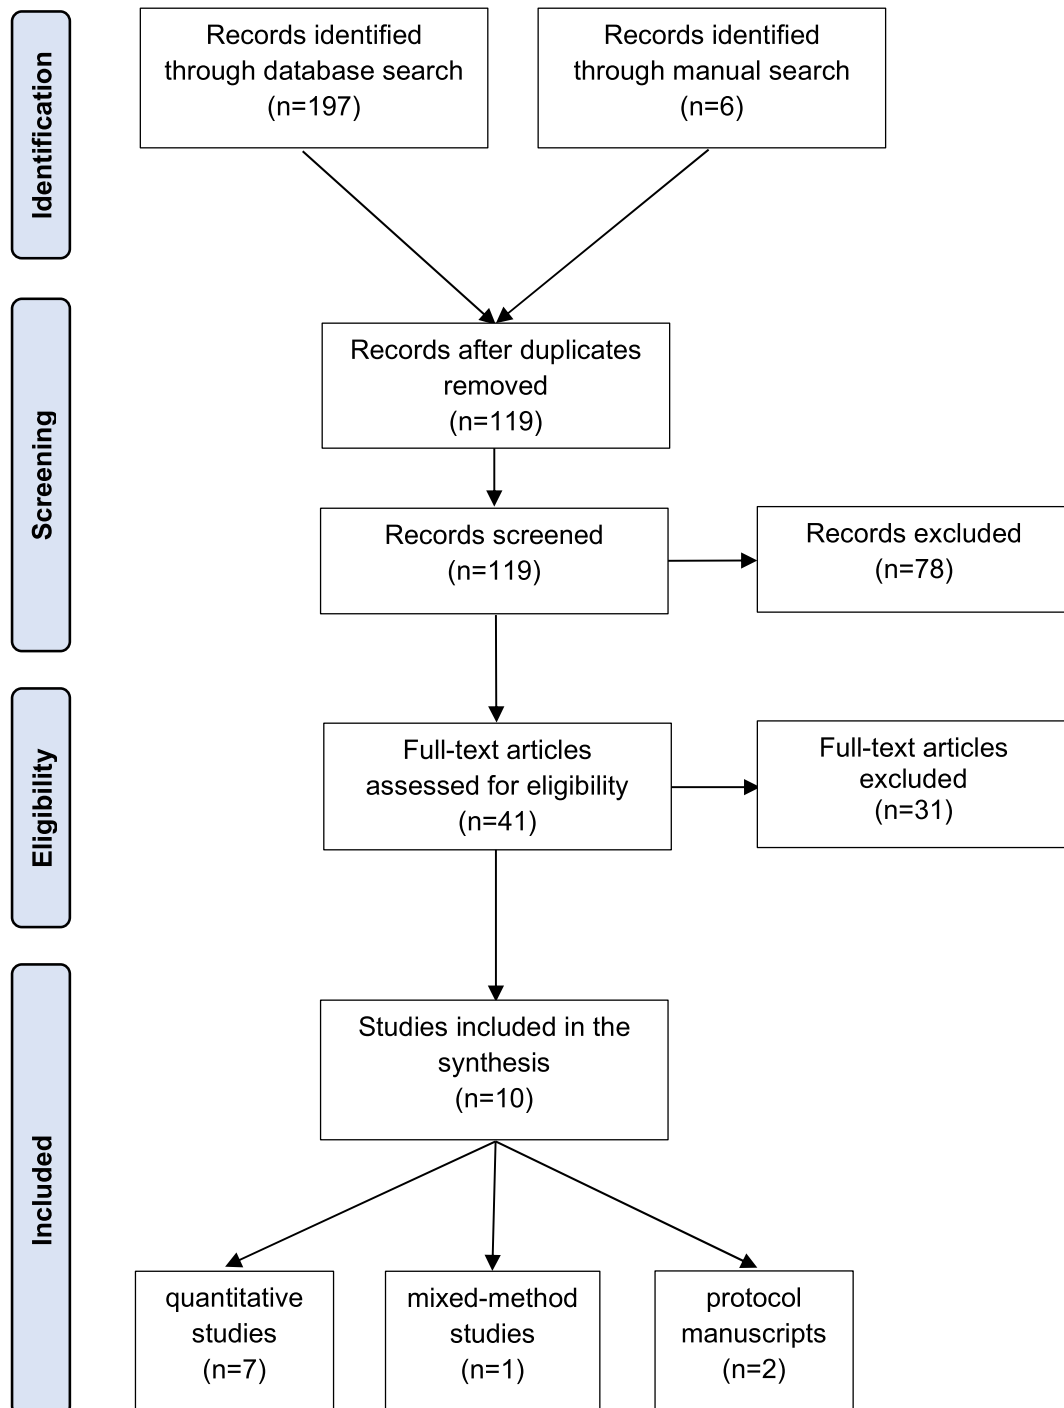 Identification
Records identified
through database search
(n=197)
Records identified
through manual search
(n=6)
Screening
Records after duplicates
removed
(n=119)
Records screened
(n=119)
Records excluded
(n=78)
Eligibility
Full-text articles
assessed for eligibility
(n=41)
Full-text articles
excluded
(n=31)
Included
Studies included in the
synthesis
(n=10)
quantitative
studies
(n=7)
mixed-method
studies
(n=1)
protocol
manuscripts
(n=2)